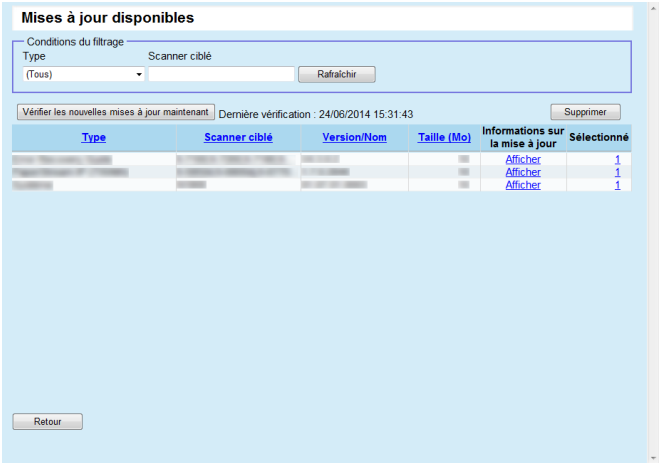 Mises à jour disponibles
Conditions du filtrage
Type Scanner ciblé
(Tous) Rafraîchir
Vérifier les nouvelles mises à jour maintenant Dernière vérification : 24/06/2014 15:31:43 Supprimer
Type Scanner ciblé Version/Nom Taille (Mo) Informations sur la mise à jour Sélectionné
Afficher 1
Afficher 1
Afficher 1
Retour